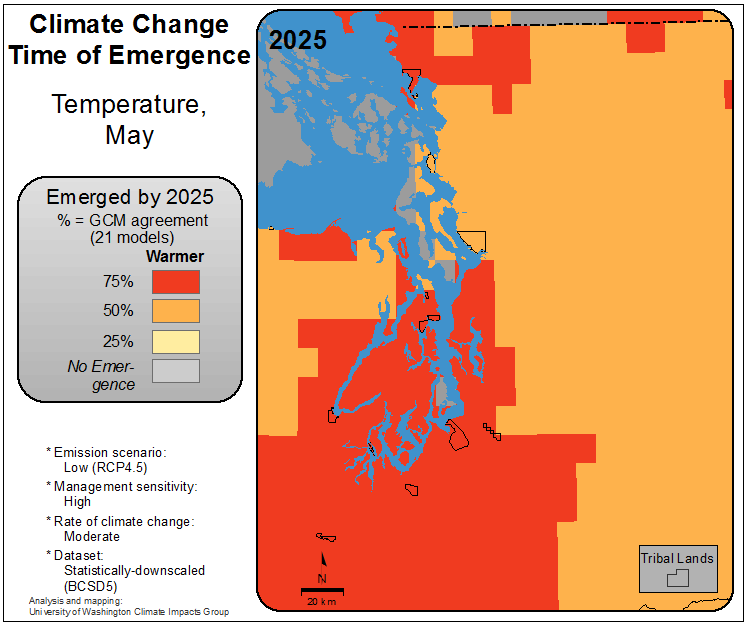 Climate Change
Time of Emergence
Temperature,
May
Emerged by 2025
% = GCM agreement
(21 models)
Warmer
75%
50%
25%
No Emer-
gence
* Emission scenario:
Low (RCP4.5)
* Management sensitivity:
High
* Rate of climate change:
Moderate
* Dataset:
Statistically-downscaled
(BCSD5)
Analysis and mapping:
University of Washington Climate Impacts Group
2025
N
20 km
Tribal Lands